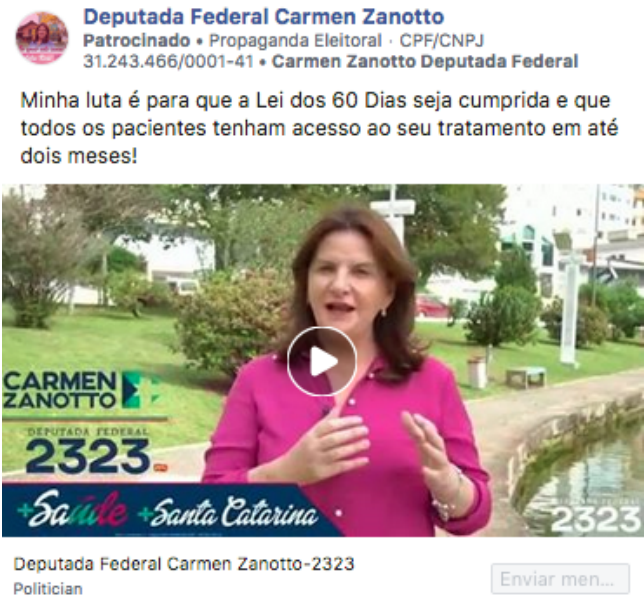 Deputada Federal Carmen Zanotto
Patrocinado • Propaganda Eleitoral · CPF/CNPJ
31.243.466/0001-41 • Carmen Zanotto Deputada Federal
Minha luta é para que a Lei dos 60 Dias seja cumprida e que
todos os pacientes tenham acesso ao seu tratamento em até
dois meses!
CARMEN
ZANOTTO
DEPUTADA FEDERAL
2323
+Saúde +Santa Catarina
2323
Deputada Federal Carmen Zanotto-2323
Politician
Enviar men...